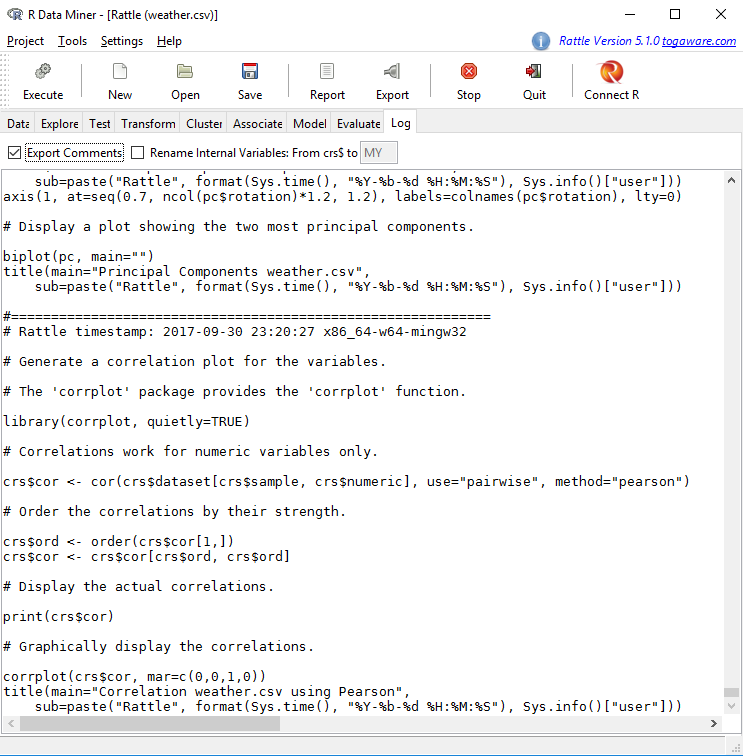 R Data Miner - [Rattle (weather.csv)]
Project Tools Settings Help
Rattle Version 5.1.0 togaware.com
Execute New Open Save Report Export Stop Quit Connect R
Data Explore Test Transform Cluster Associate Model Evaluate Log
Export Comments Rename Internal Variables: From crs$ to MY
    sub=paste("Rattle", format(Sys.time(), "%Y-%b-%d %H:%M:%S"), Sys.info()["user"]))
axis(1, at=seq(0.7, ncol(pc$rotation)*1.2, 1.2), labels=colnames(pc$rotation), lty=0)
# Display a plot showing the two most principal components.
biplot(pc, main="")
title(main="Principal Components weather.csv",
    sub=paste("Rattle", format(Sys.time(), "%Y-%b-%d %H:%M:%S"), Sys.info()["user"]))
#============================================================
# Rattle timestamp: 2017-09-30 23:20:27 x86_64-w64-mingw32
# Generate a correlation plot for the variables.
# The 'corrplot' package provides the 'corrplot' function.
library(corrplot, quietly=TRUE)
# Correlations work for numeric variables only.
crs$cor <- cor(crs$dataset[crs$sample, crs$numeric], use="pairwise", method="pearson")
# Order the correlations by their strength.
crs$ord <- order(crs$cor[1,])
crs$cor <- crs$cor[crs$ord, crs$ord]
# Display the actual correlations.
print(crs$cor)
# Graphically display the correlations.
corrplot(crs$cor, mar=c(0,0,1,0))
title(main="Correlation weather.csv using Pearson",
    sub=paste("Rattle", format(Sys.time(), "%Y-%b-%d %H:%M:%S"), Sys.info()["user"]))